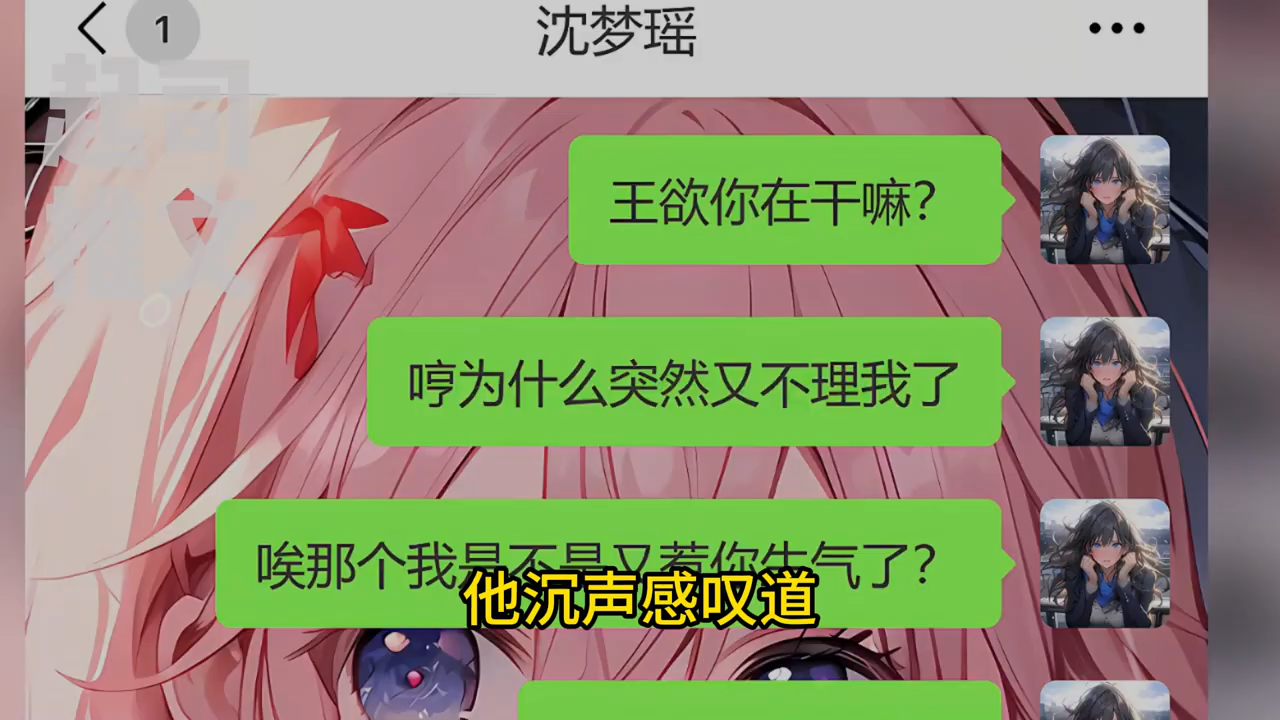 1
沈梦瑶
王欲你在干嘛?
哼为什么突然又不理我了
唉那个我是不是又惹你生气了?
他沉声感叹道